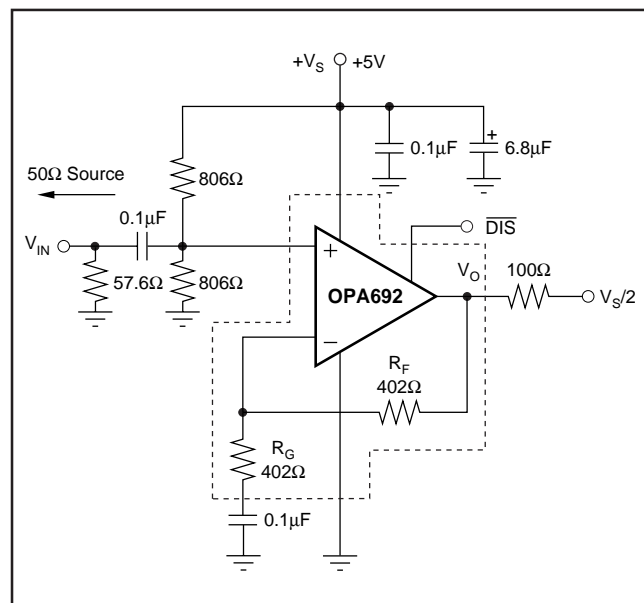 +V_S
+5V
0.1µF
+
6.8µF
50Ω Source
806Ω
0.1µF
V_IN
57.6Ω
806Ω
+
OPA692
−
DIS
V_O
100Ω
V_S/2
R_F
402Ω
R_G
402Ω
0.1µF